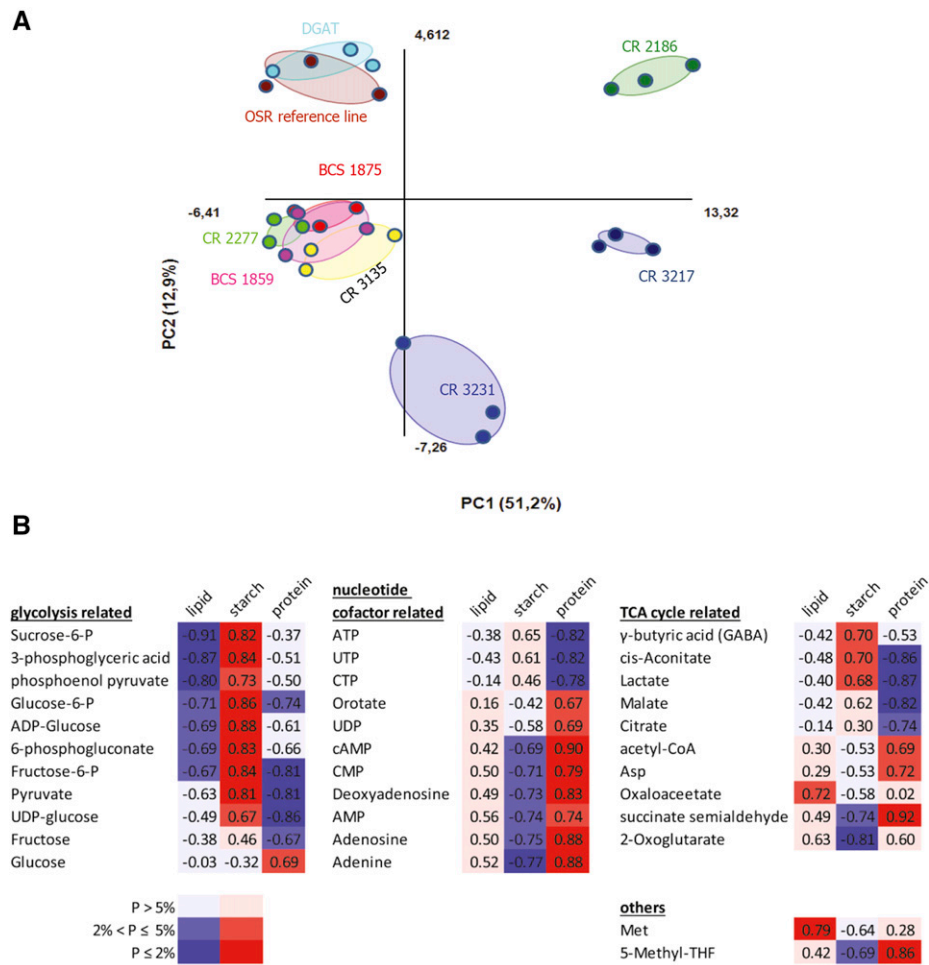 A
DGAT
4,612
CR 2186
OSR reference line
BCS 1875
-6,41
13,32
CR 2277
BCS 1859
CR 3135
CR 3217
PC2 (12,9%)
CR 3231
-7,26
PC1 (51,2%)
B
glycolysis related lipid starch protein
Sucrose-6-P -0.91 0.82 -0.37
3-phosphoglyceric acid -0.87 0.84 -0.51
phosphoenol pyruvate -0.80 0.73 -0.50
Glucose-6-P -0.71 0.86 -0.74
ADP-Glucose -0.69 0.88 -0.61
6-phosphogluconate -0.69 0.83 -0.66
Fructose-6-P -0.67 0.84 -0.81
Pyruvate -0.63 0.81 -0.81
UDP-glucose -0.49 0.67 -0.86
Fructose -0.38 0.46 -0.67
Glucose -0.03 -0.32 0.69
nucleotide
cofactor related lipid starch protein
ATP -0.38 0.65 -0.82
UTP -0.43 0.61 -0.82
CTP -0.14 0.46 -0.78
Orotate 0.16 -0.42 0.67
UDP 0.35 -0.58 0.69
cAMP 0.42 -0.69 0.90
CMP 0.50 -0.71 0.79
Deoxyadenosine 0.49 -0.73 0.83
AMP 0.56 -0.74 0.74
Adenosine 0.50 -0.75 0.88
Adenine 0.52 -0.77 0.88
TCA cycle related lipid starch protein
γ-butyric acid (GABA) -0.42 0.70 -0.53
cis-Aconitate -0.48 0.70 -0.86
Lactate -0.40 0.68 -0.87
Malate -0.42 0.62 -0.82
Citrate -0.14 0.30 -0.74
acetyl-CoA 0.30 -0.53 0.69
Asp 0.29 -0.53 0.72
Oxaloaceetate 0.72 -0.58 0.02
succinate semialdehyde 0.49 -0.74 0.92
2-Oxoglutarate 0.63 -0.81 0.60
P > 5%
2% < P ≤ 5%
P ≤ 2%
others
Met 0.79 -0.64 0.28
5-Methyl-THF 0.42 -0.69 0.86